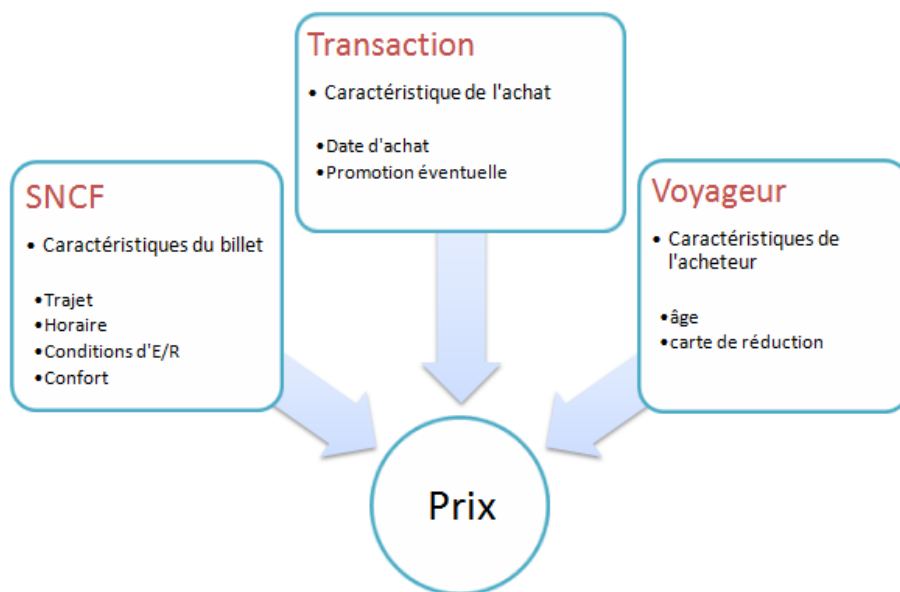 Transaction
• Caractéristique de l'achat
•Date d'achat
•Promotion éventuelle
SNCF
• Caractéristiques du billet
•Trajet
•Horaire
•Conditions d'E/R
•Confort
Voyageur
• Caractéristiques de
l'acheteur
•âge
•carte de réduction
Prix